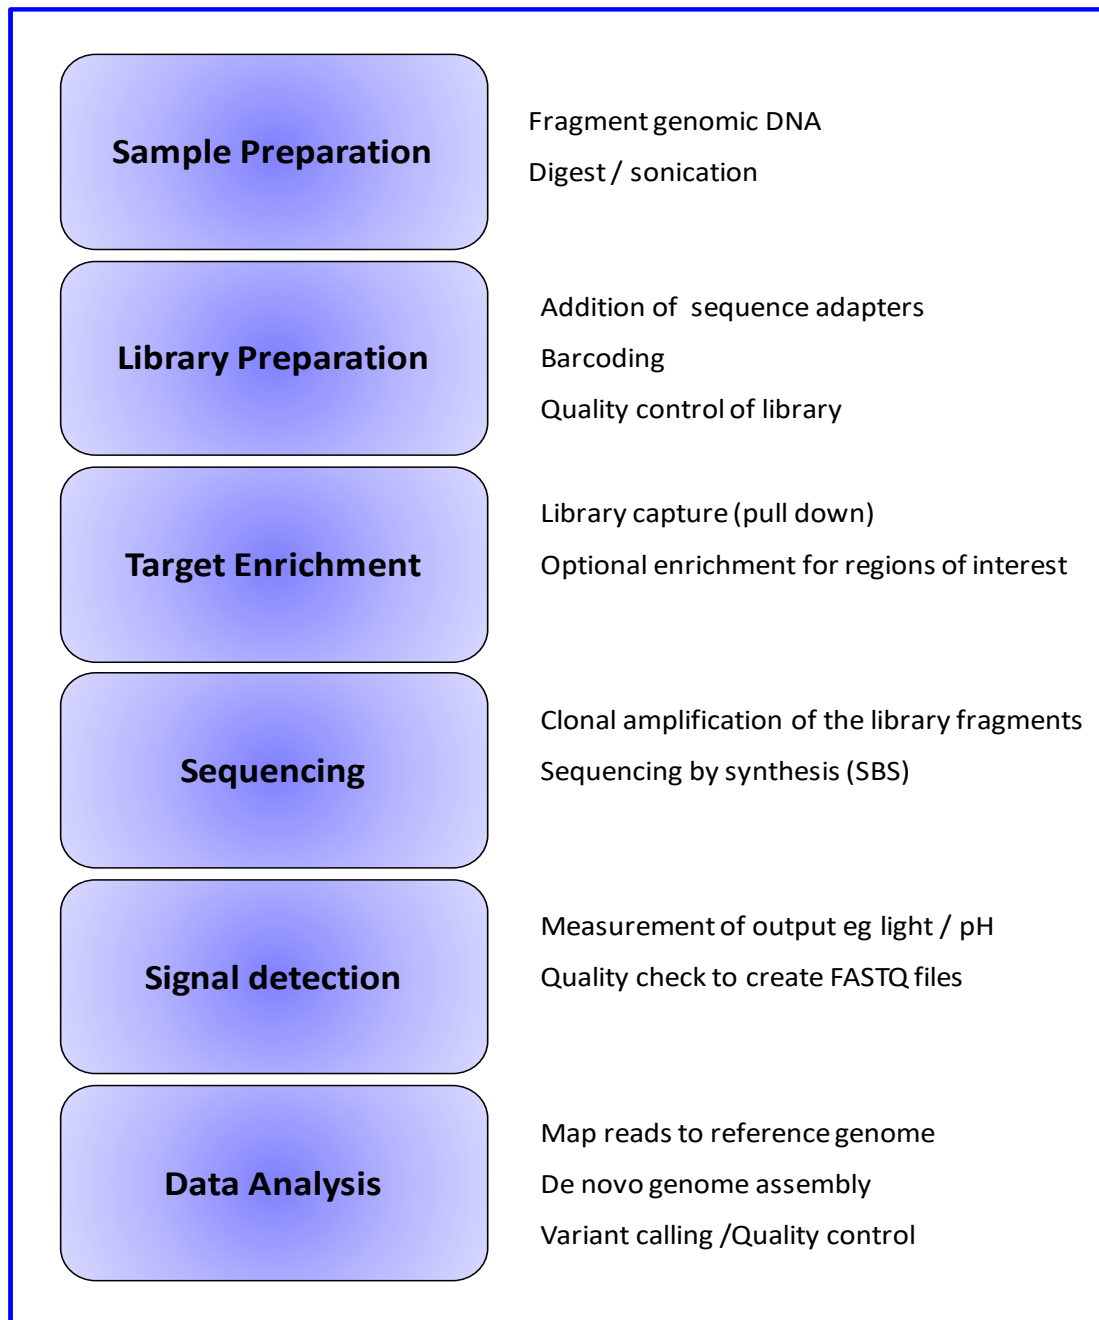 Sample Preparation
Fragment genomic DNA
Digest / sonication
Library Preparation
Addition of sequence adapters
Barcoding
Quality control of library
Target Enrichment
Library capture (pull down)
Optional enrichment for regions of interest
Sequencing
Clonal amplification of the library fragments
Sequencing by synthesis (SBS)
Signal detection
Measurement of output eg light / pH
Quality check to create FASTQ files
Data Analysis
Map reads to reference genome
De novo genome assembly
Variant calling /Quality control